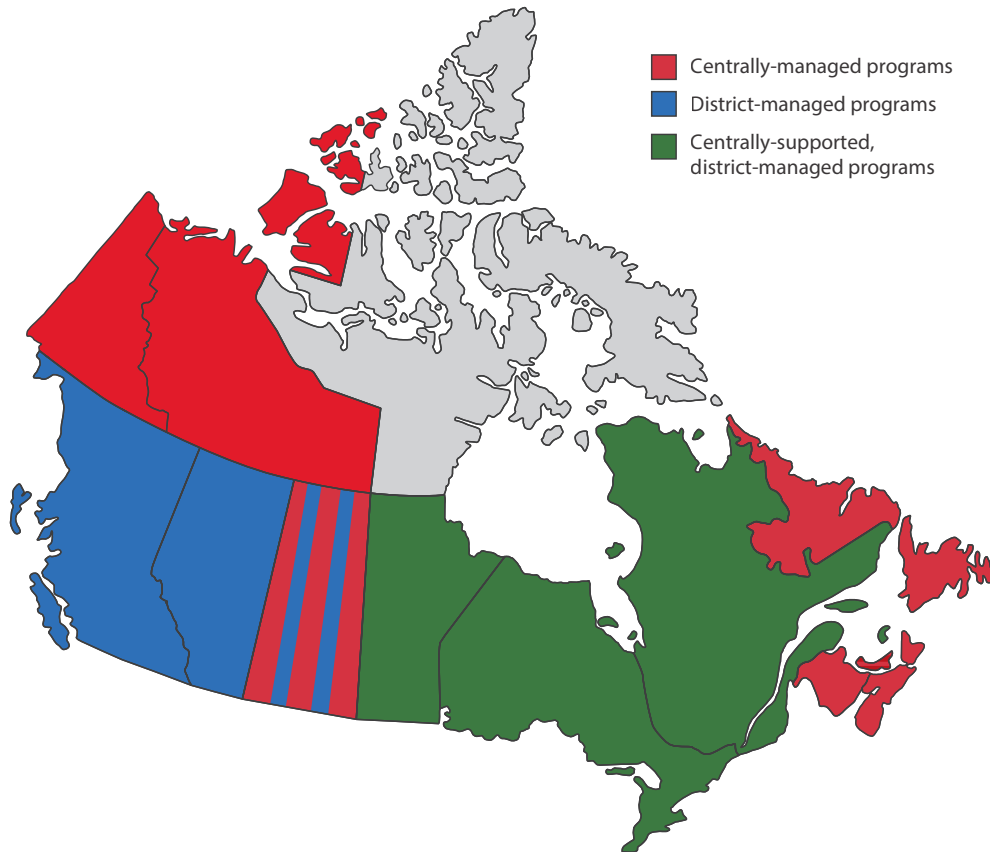 Centrally-managed programs
District-managed programs
Centrally-supported,
district-managed programs